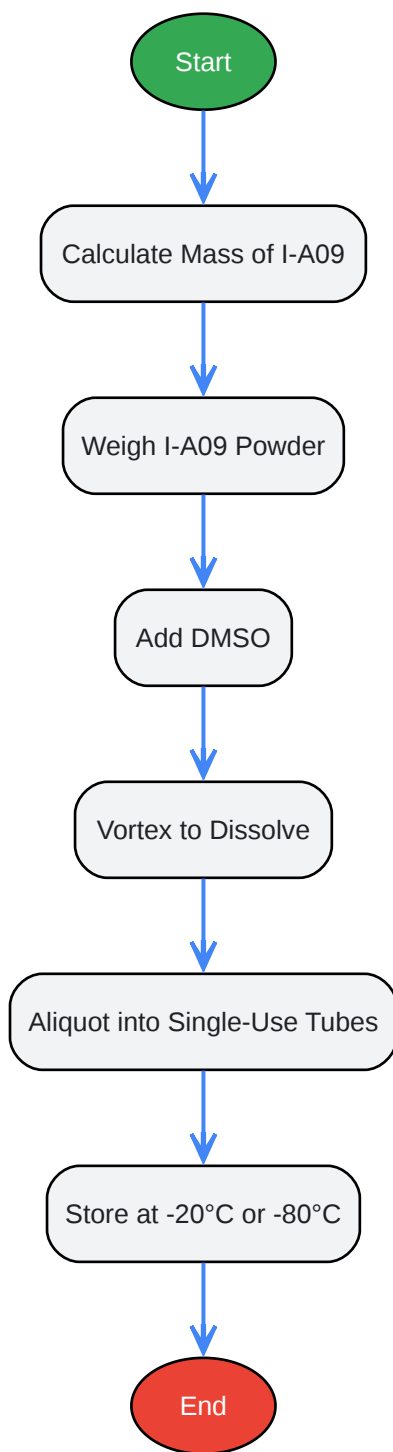 Start
Calculate Mass of I-A09
Weigh I-A09 Powder
Add DMSO
Vortex to Dissolve
Aliquot into Single-Use Tubes
Store at -20°C or -80°C
End